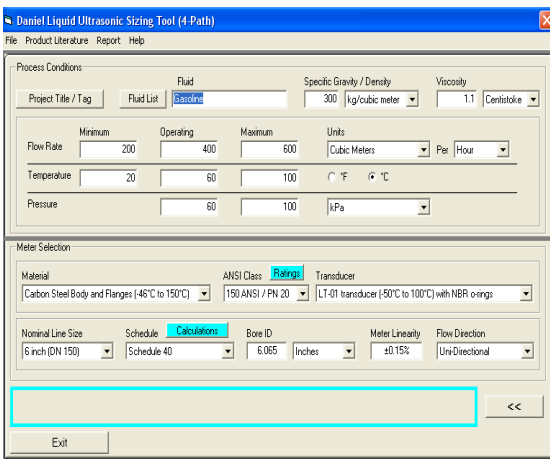 Daniel Liquid Ultrasonic Sizing Tool (4-Path)
File Product Literature Report Help
Process Conditions
Fluid Specific Gravity / Density Viscosity
Project Title / Tag Fluid List Gasoline 300 kg/cubic meter 1.1 Centistoke
Minimum Operating Maximum Units
Flow Rate 200 400 600 Cubic Meters Per Hour
Temperature 20 60 100 °F °C
Pressure 60 100 kPa
Meter Selection
Material ANSI Class Ratings Transducer
Carbon Steel Body and Flanges (-46°C to 150°C) 150 ANSI / PN 20 LT-01 transducer (-50°C to 100°C) with NBR o-rings
Nominal Line Size Schedule Calculations Bore ID Meter Linearity Flow Direction
6 inch (DN 150) Schedule 40 6.065 Inches ±0.15% Uni-Directional
<<
Exit